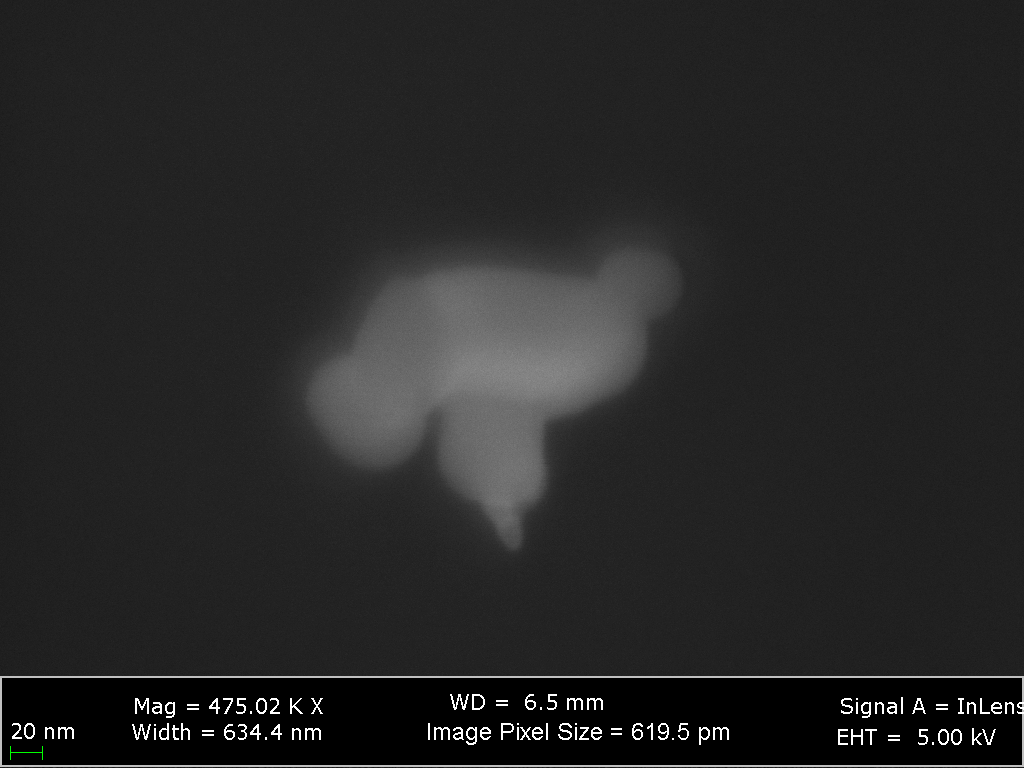 20 nm
Mag = 475.02 K X
Width = 634.4 nm
WD = 6.5 mm
Image Pixel Size = 619.5 pm
Signal A = InLens
EHT = 5.00 kV